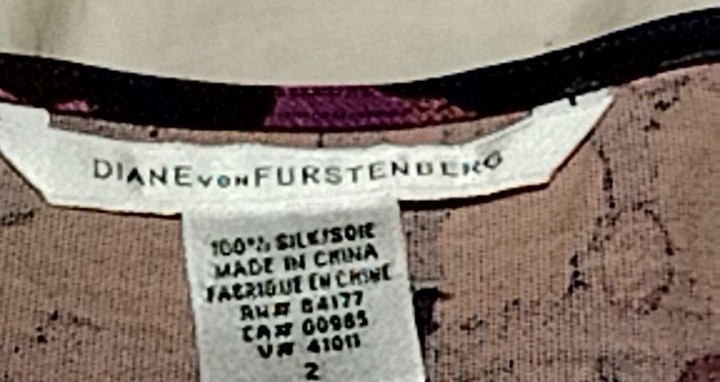 DIANE VON FURSTENBERG
100% SILK/SOIE
MADE IN CHINA
FABRIQUE EN CHINE
RN# 84177
CA# 00985
V# 41011
2